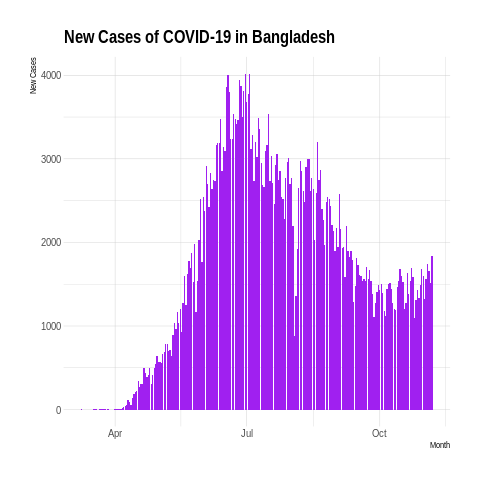 New Cases of COVID-19 in Bangladesh
New Cases
4000
3000
2000
1000
0
Apr
Jul
Oct
Month